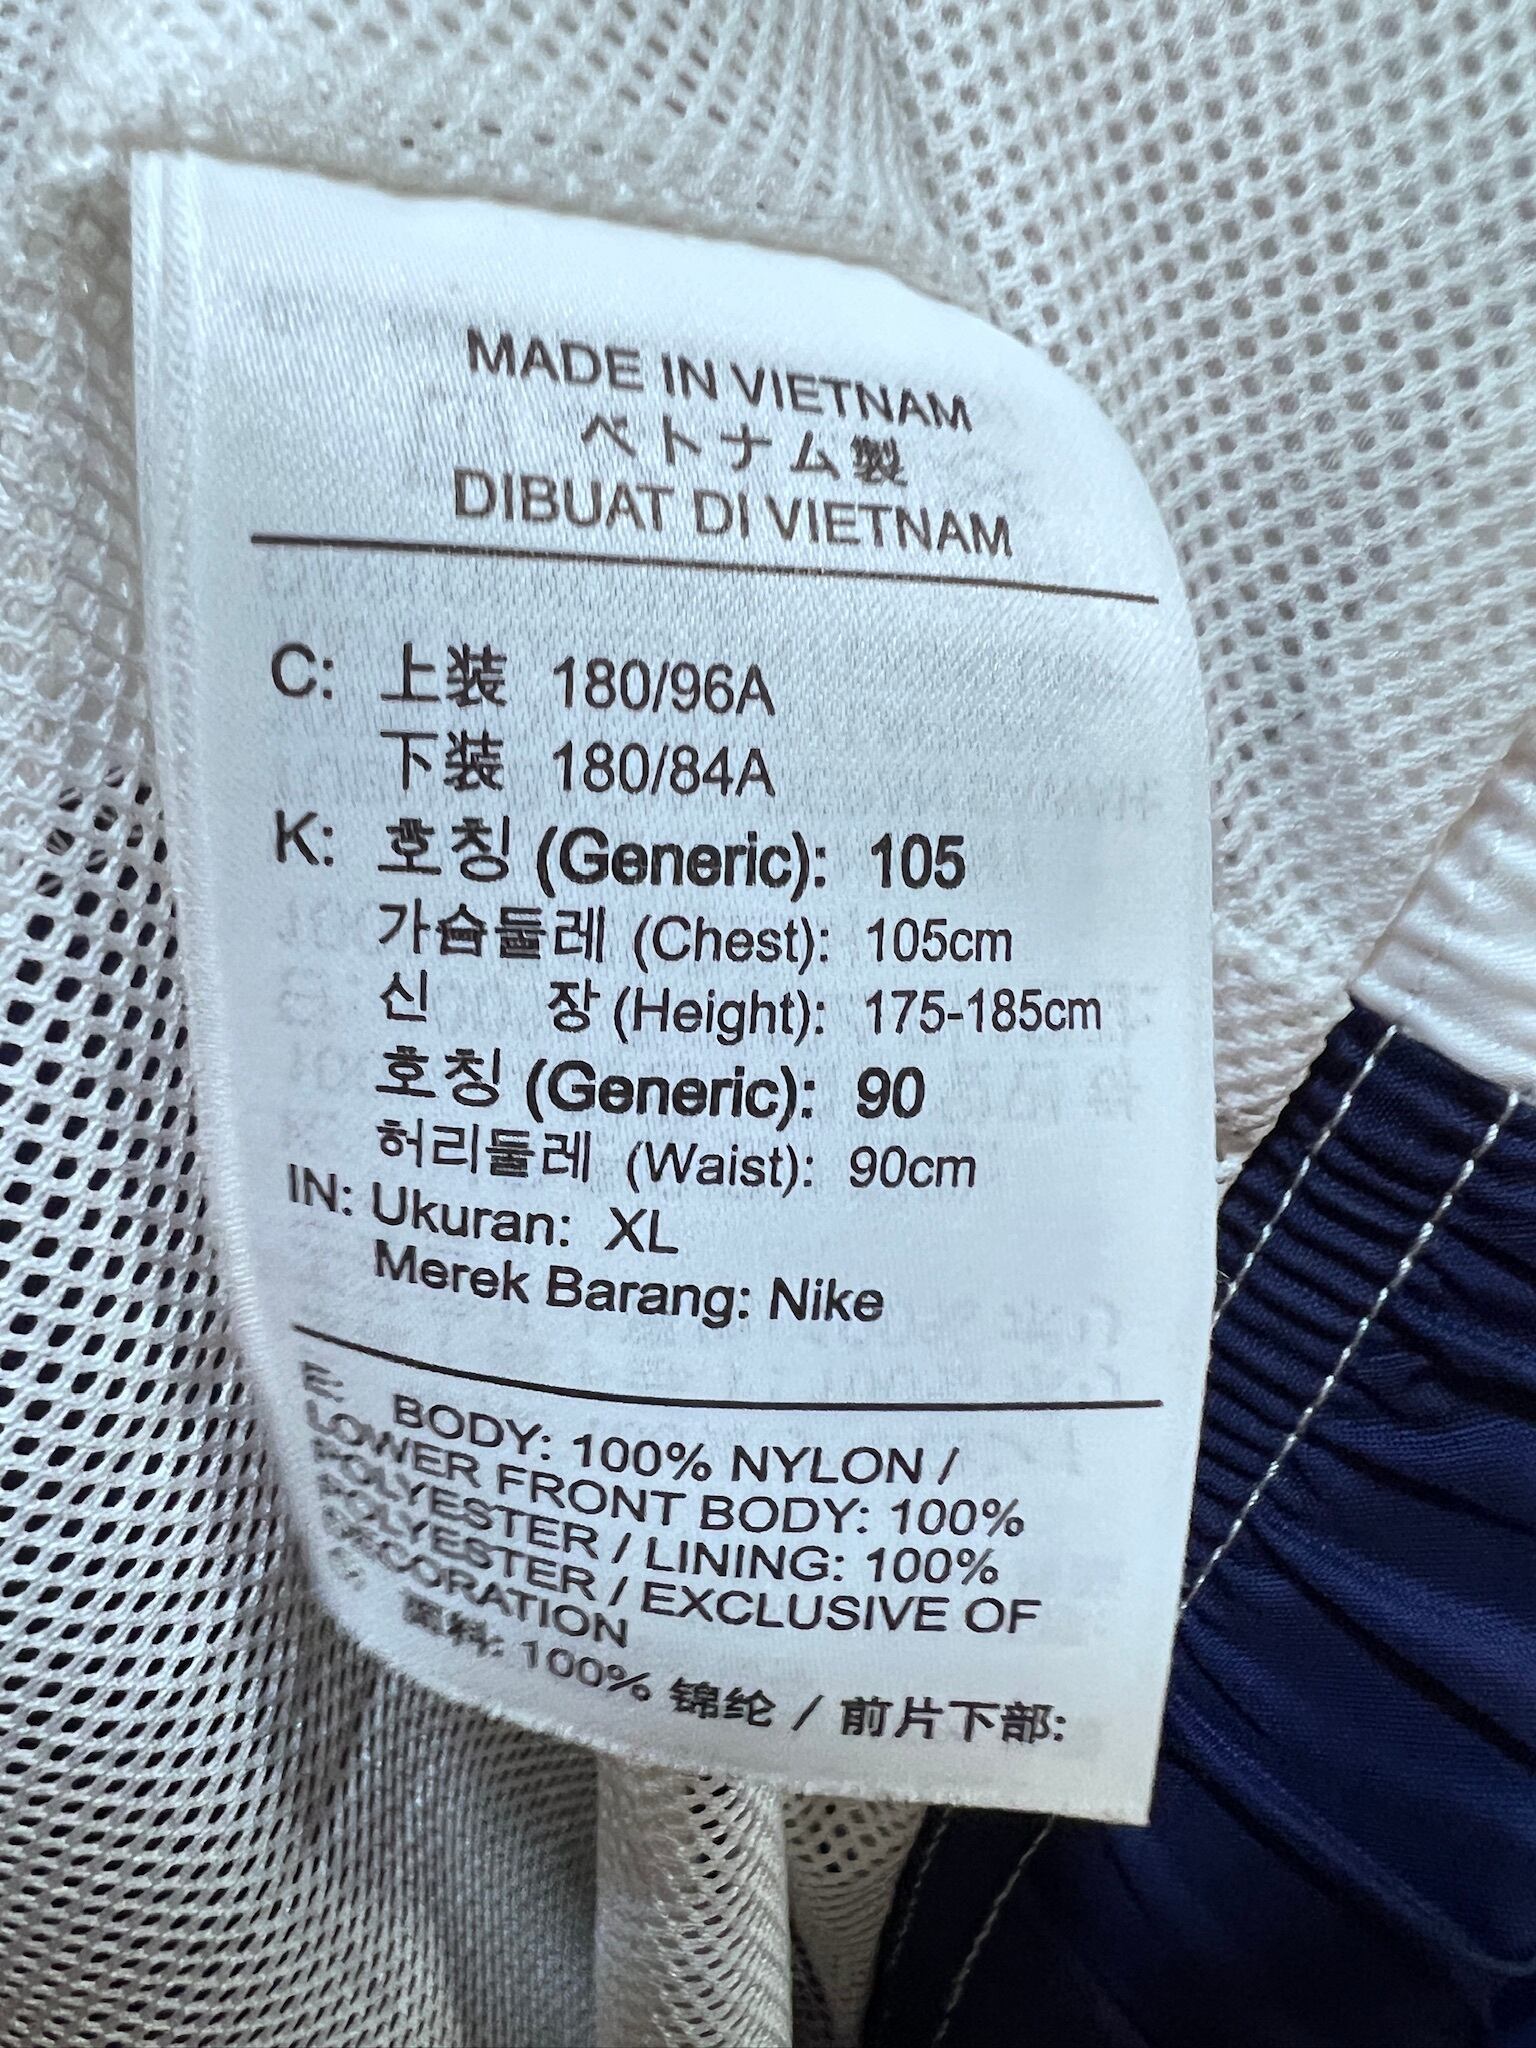 MADE IN VIETNAM
ベトナム製
DIBUAT DI VIETNAM
C: 上装 180/96A
下装 180/84A
K: 호칭 (Generic): 105
가슴둘레 (Chest): 105cm
신 장 (Height): 175-185cm
호칭 (Generic): 90
허리둘레 (Waist): 90cm
IN: Ukuran: XL
Merek Barang: Nike
E BODY: 100% NYLON /
LOWER FRONT BODY: 100%
POLYESTER / LINING: 100%
POLYESTER / EXCLUSIVE OF
DECORATION
面料: 100% 锦纶 / 前片下部: